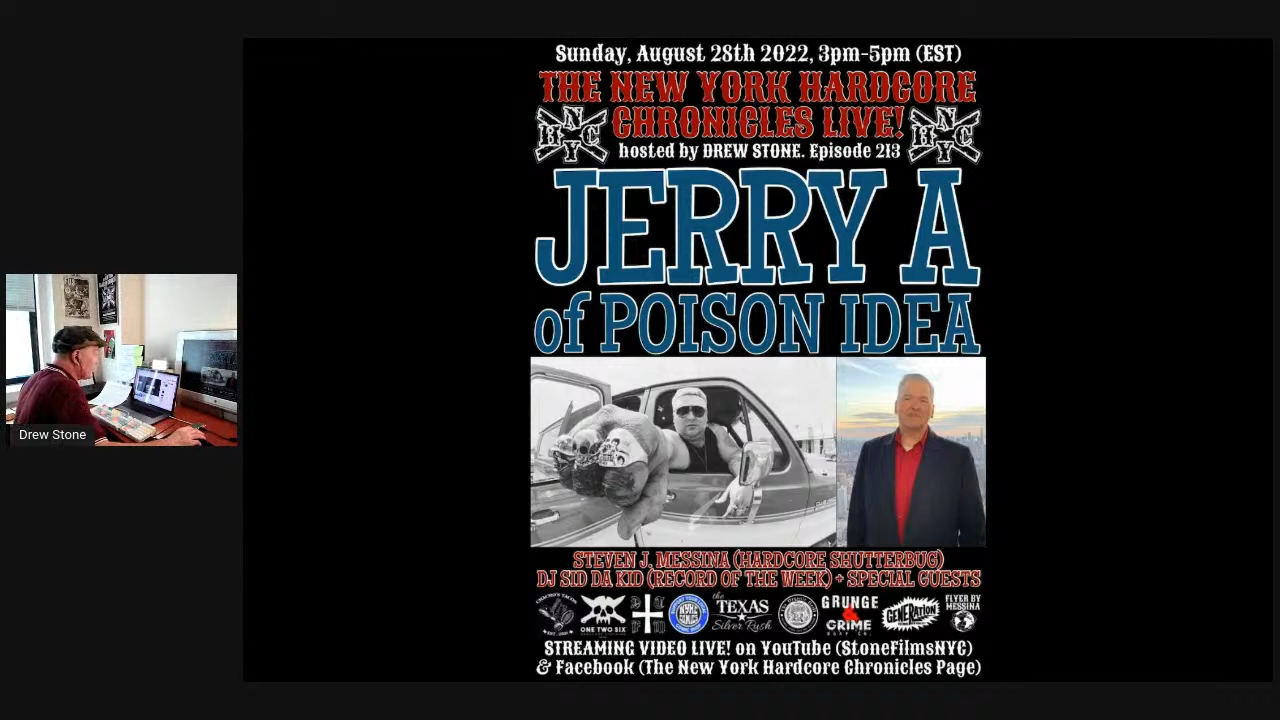 Sunday, August 28th 2022, 3pm-5pm (EST)
THE NEW YORK HARDCORE
CHRONICLES LIVE!
N
H C
Y
N
H C
Y
hosted by DREW STONE. Episode 213
JERRY A
of POISON IDEA
Drew Stone
STEVEN J. MESSINA (HARDCORE SHUTTERBUG)
DJ SID DA KID (RECORD OF THE WEEK) + SPECIAL GUESTS
ONE TWO SIX
NYHC
the
TEXAS
Silver Rush
GRUNGE
CRIME
GENERATION
FLYER BY
MESSINA
STREAMING VIDEO LIVE! on YouTube (StoneFilmsNYC)
& Facebook (The New York Hardcore Chronicles Page)